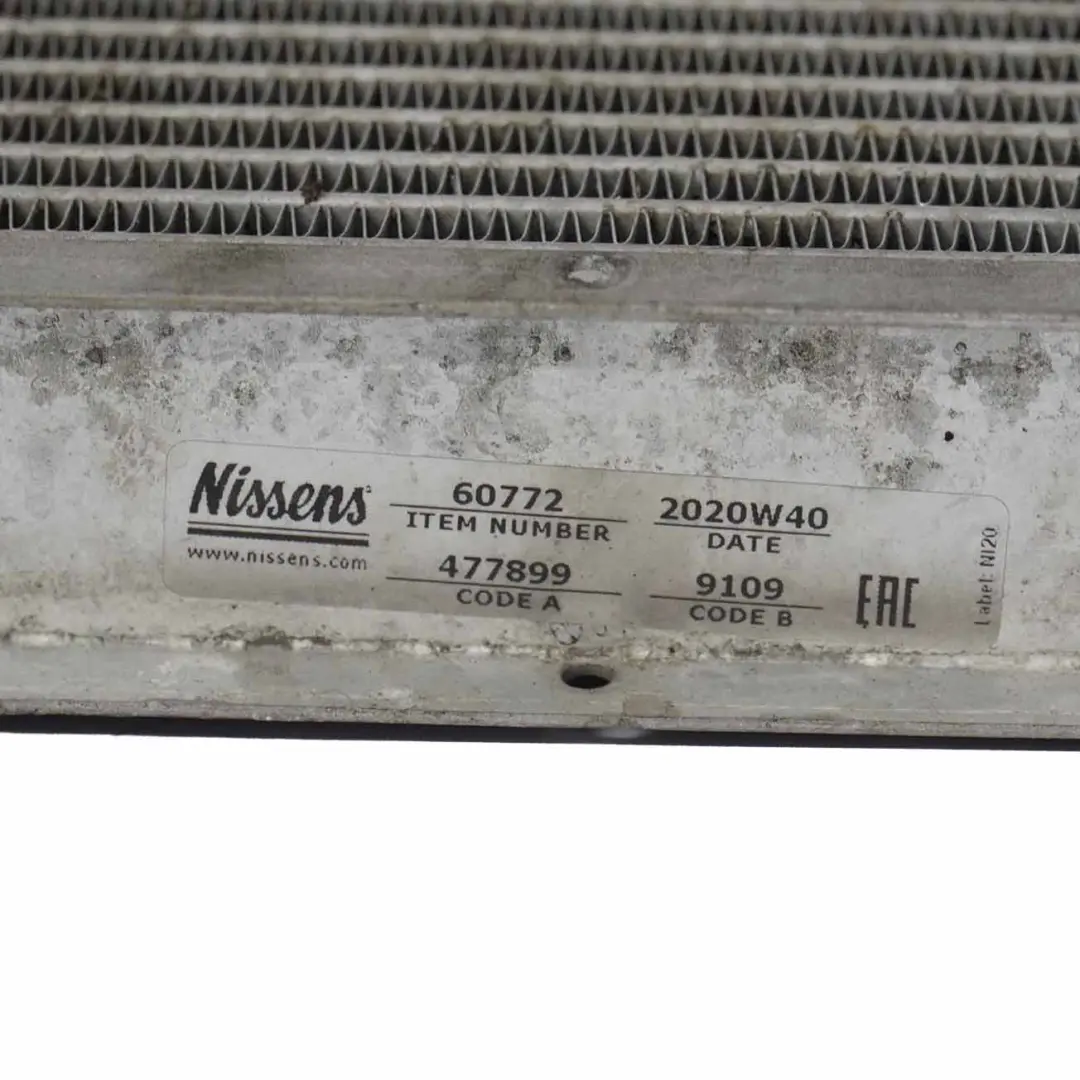 Nissens
www.nissens.com
60772
ITEM NUMBER
477899
CODE A
2020W40
DATE
9109
CODE B
EAC
Label: NI20